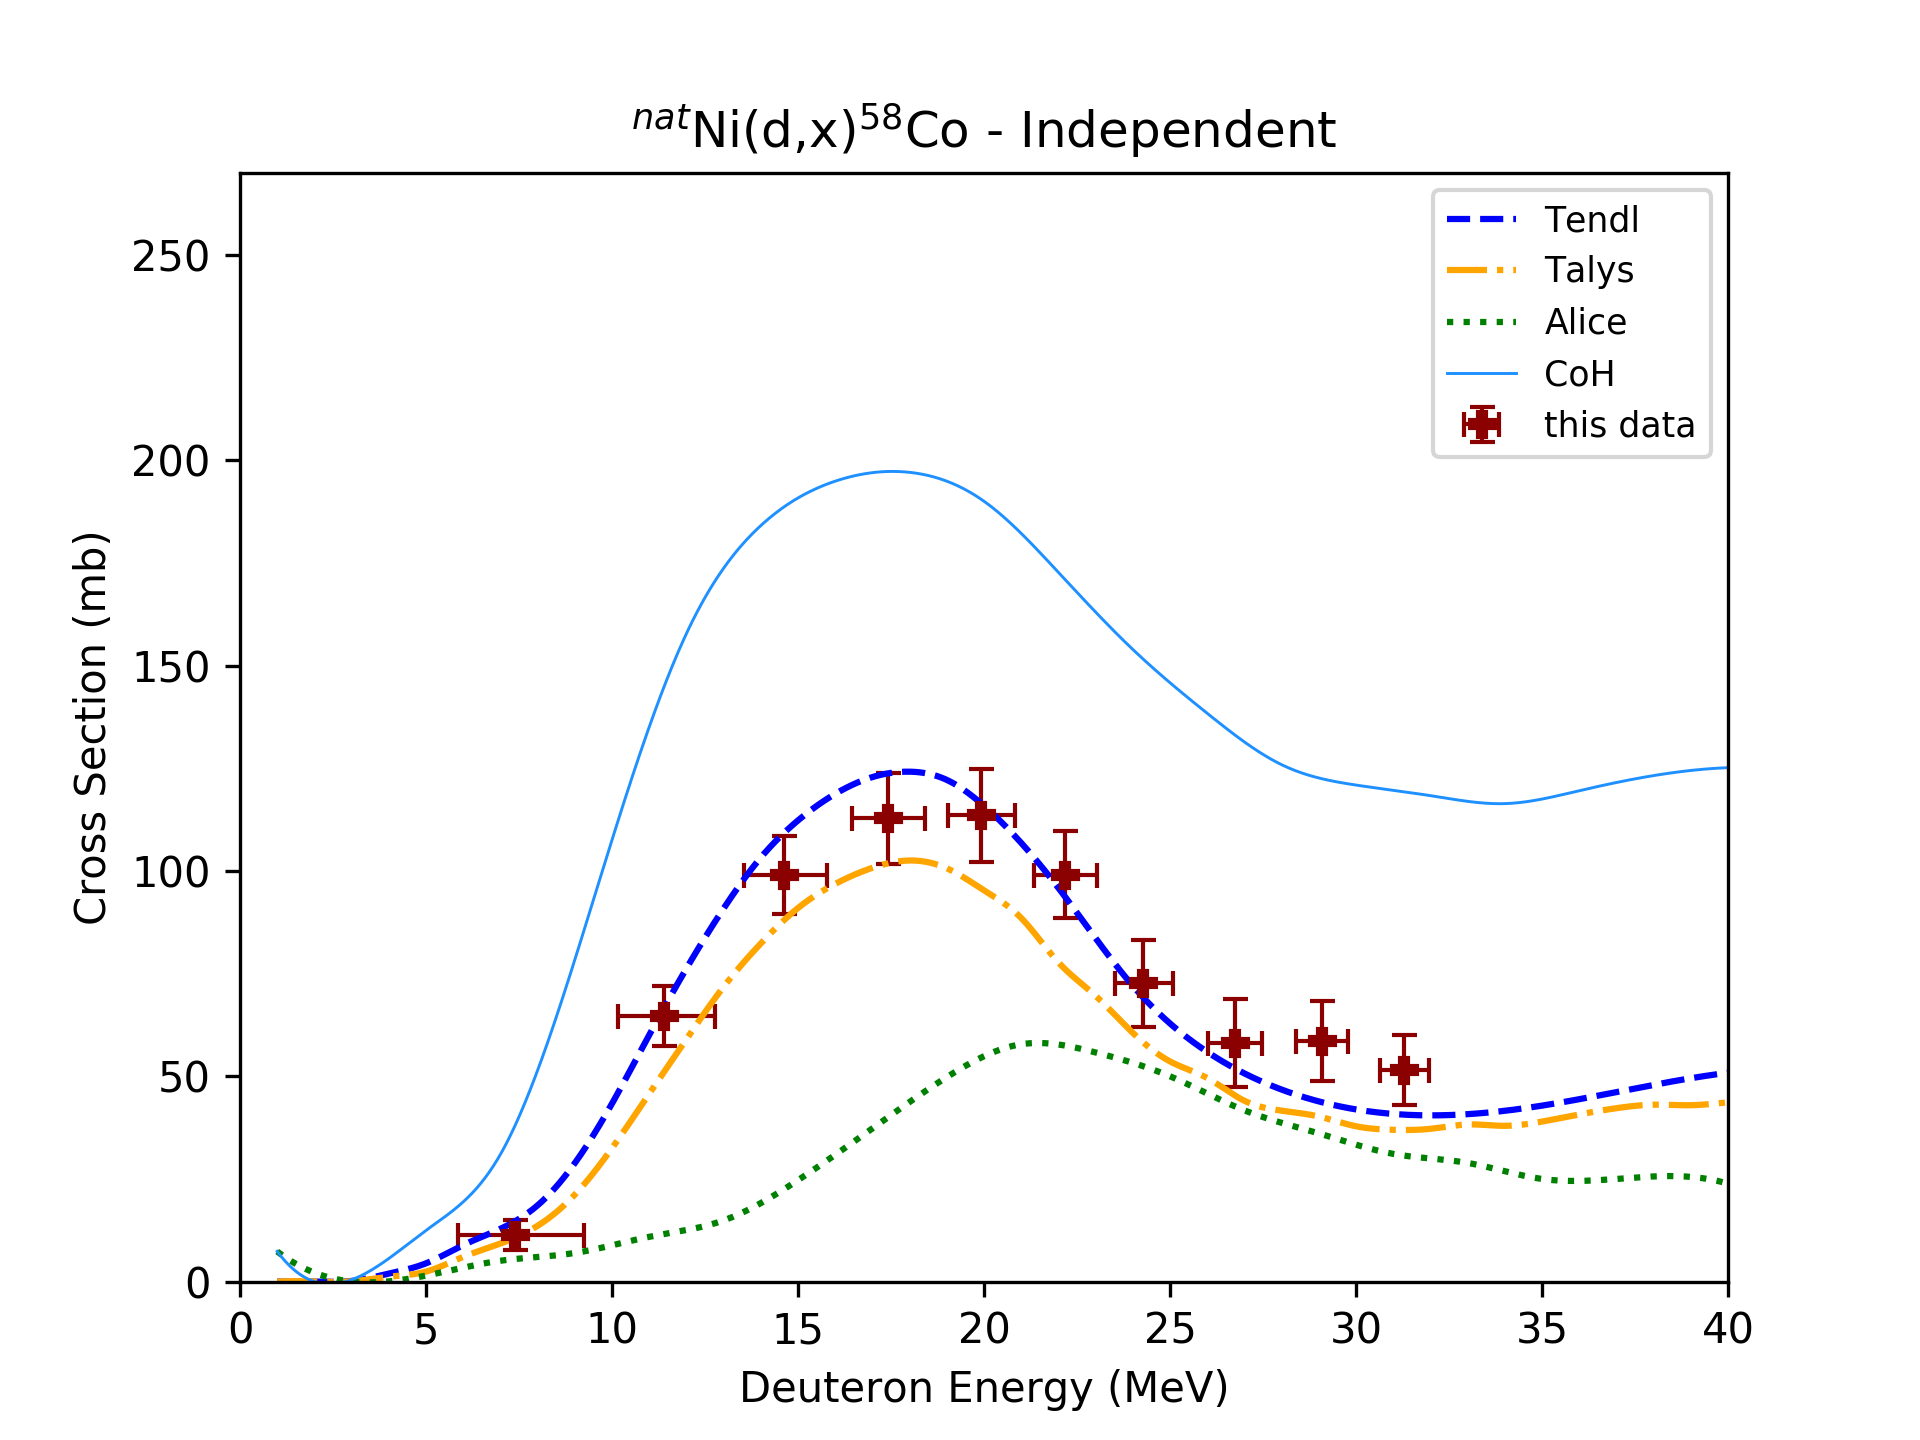 natNi(d,x)58Co - Independent
Tendl
Talys
Alice
CoH
this data
Cross Section (mb)
250
200
150
100
50
0
0 5 10 15 20 25 30 35 40
Deuteron Energy (MeV)